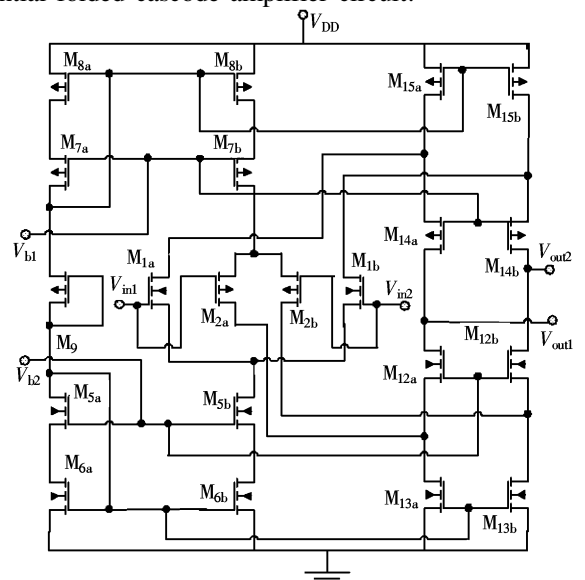 ntial folded cascode amplifier circuit.
V_DD
M_8a
M_8b
M_15a
M_15b
M_7a
M_7b
V_b1
M_14a
M_14b
V_out2
M_1a
V_in1
M_2a
M_2b
M_1b
V_in2
V_out1
M_9
M_12b
M_12a
V_b2
M_5a
M_5b
M_6a
M_6b
M_13a
M_13b